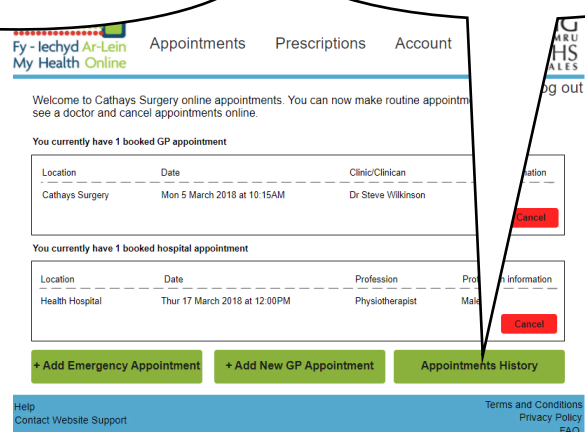 Fy - Iechyd Ar-Lein
My Health Online
Appointments Prescriptions Account
MRU
HS
ALES
og out
Welcome to Cathays Surgery online appointments. You can now make routine
see a doctor and cancel appointments online.
You currently have 1 booked GP appointment
Location Date Clinic/Clinican
Cathays Surgery Mon 5 March 2018 at 10:15AM Dr Steve Wilkinson
Cancel
You currently have 1 booked hospital appointment
Location Date Profession information
Health Hospital Thur 17 March 2018 at 12:00PM Physiotherapist Male
Cancel
+ Add Emergency Appointment + Add New GP Appointment Appointments History
Help Terms and Conditions
Contact Website Support Privacy Policy
FAQ